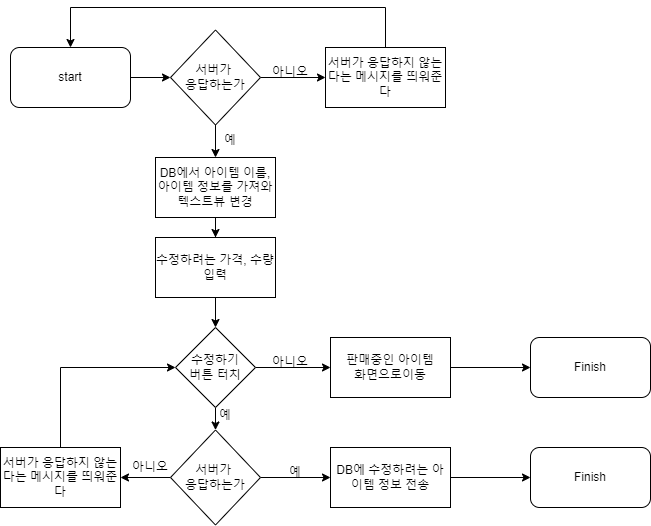 start
서버가
응답하는가
아니오
서버가 응답하지 않는
다는 메시지를 띄워준
다
예
DB에서 아이템 이름,
아이템 정보를 가져와
텍스트뷰 변경
수정하려는 가격, 수량
입력
수정하기
버튼 터치
아니오
판매중인 아이템
화면으로이동
Finish
예
서버가 응답하지 않는
다는 메시지를 띄워준
다
아니오
서버가
응답하는가
예
DB에 수정하려는 아
이템 정보 전송
Finish